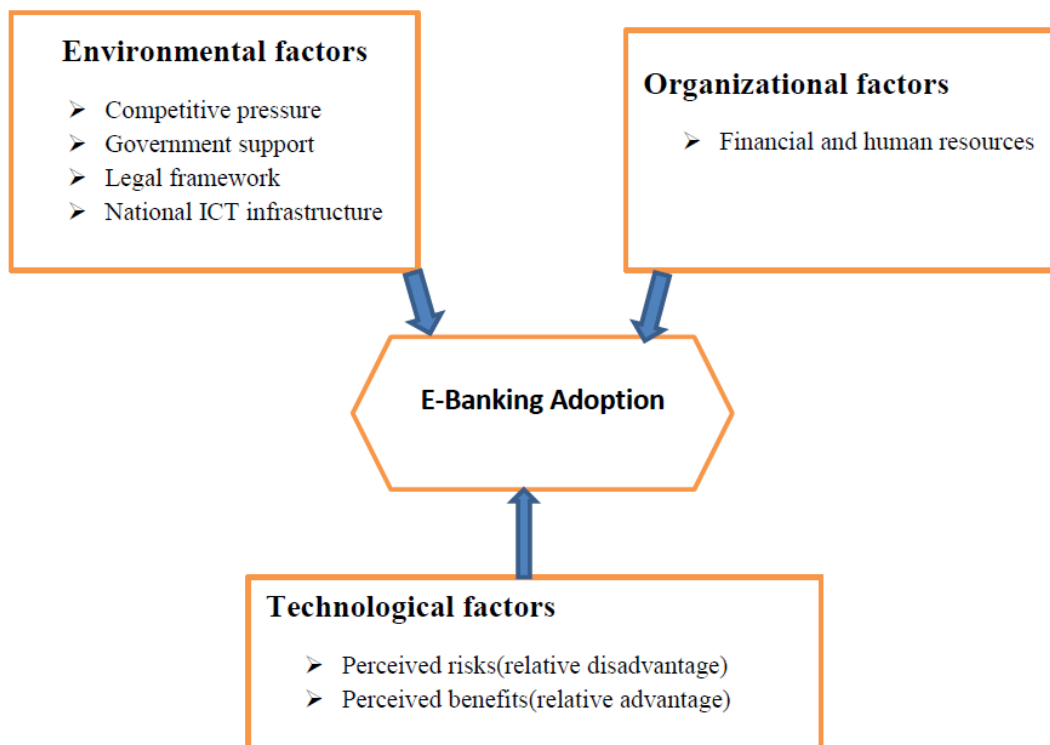 Environmental factors
➢ Competitive pressure
➢ Government support
➢ Legal framework
➢ National ICT infrastructure
Organizational factors
➢ Financial and human resources
E-Banking Adoption
Technological factors
➢ Perceived risks(relative disadvantage)
➢ Perceived benefits(relative advantage)